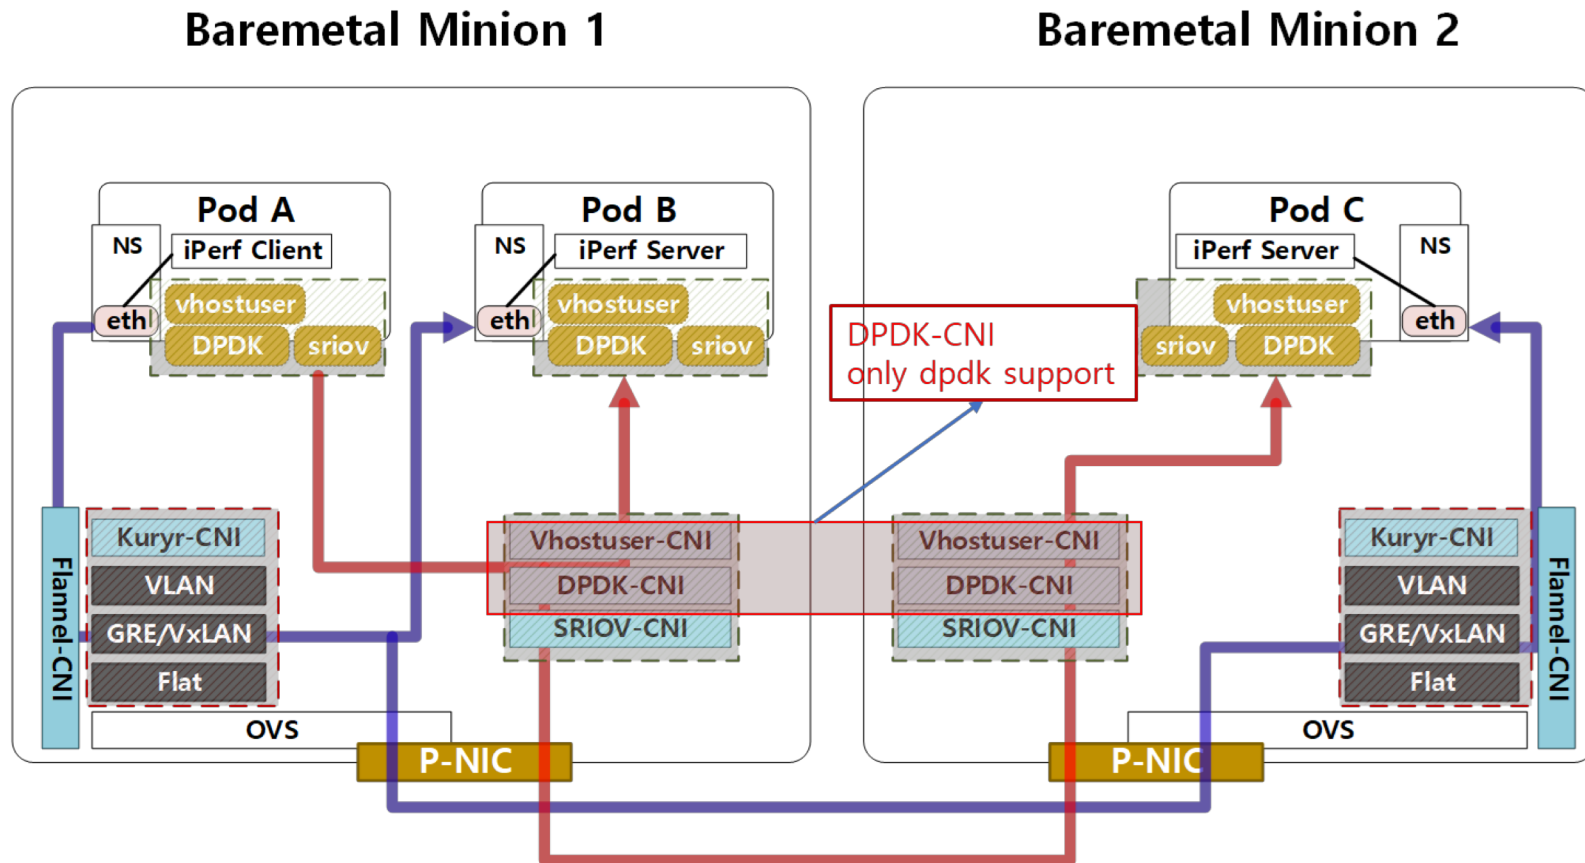 Baremetal Minion 1
Baremetal Minion 2
Pod A
NS
iPerf Client
vhostuser
eth
DPDK
sriov
Pod B
NS
iPerf Server
vhostuser
eth
DPDK
sriov
Pod C
iPerf Server
NS
vhostuser
eth
sriov
DPDK
DPDK-CNI
only dpdk support
Flannel-CNI
Kuryr-CNI
VLAN
GRE/VxLAN
Flat
OVS
P-NIC
Vhostuser-CNI
DPDK-CNI
SRIOV-CNI
Vhostuser-CNI
DPDK-CNI
SRIOV-CNI
Kuryr-CNI
VLAN
GRE/VxLAN
Flat
Flannel-CNI
OVS
P-NIC